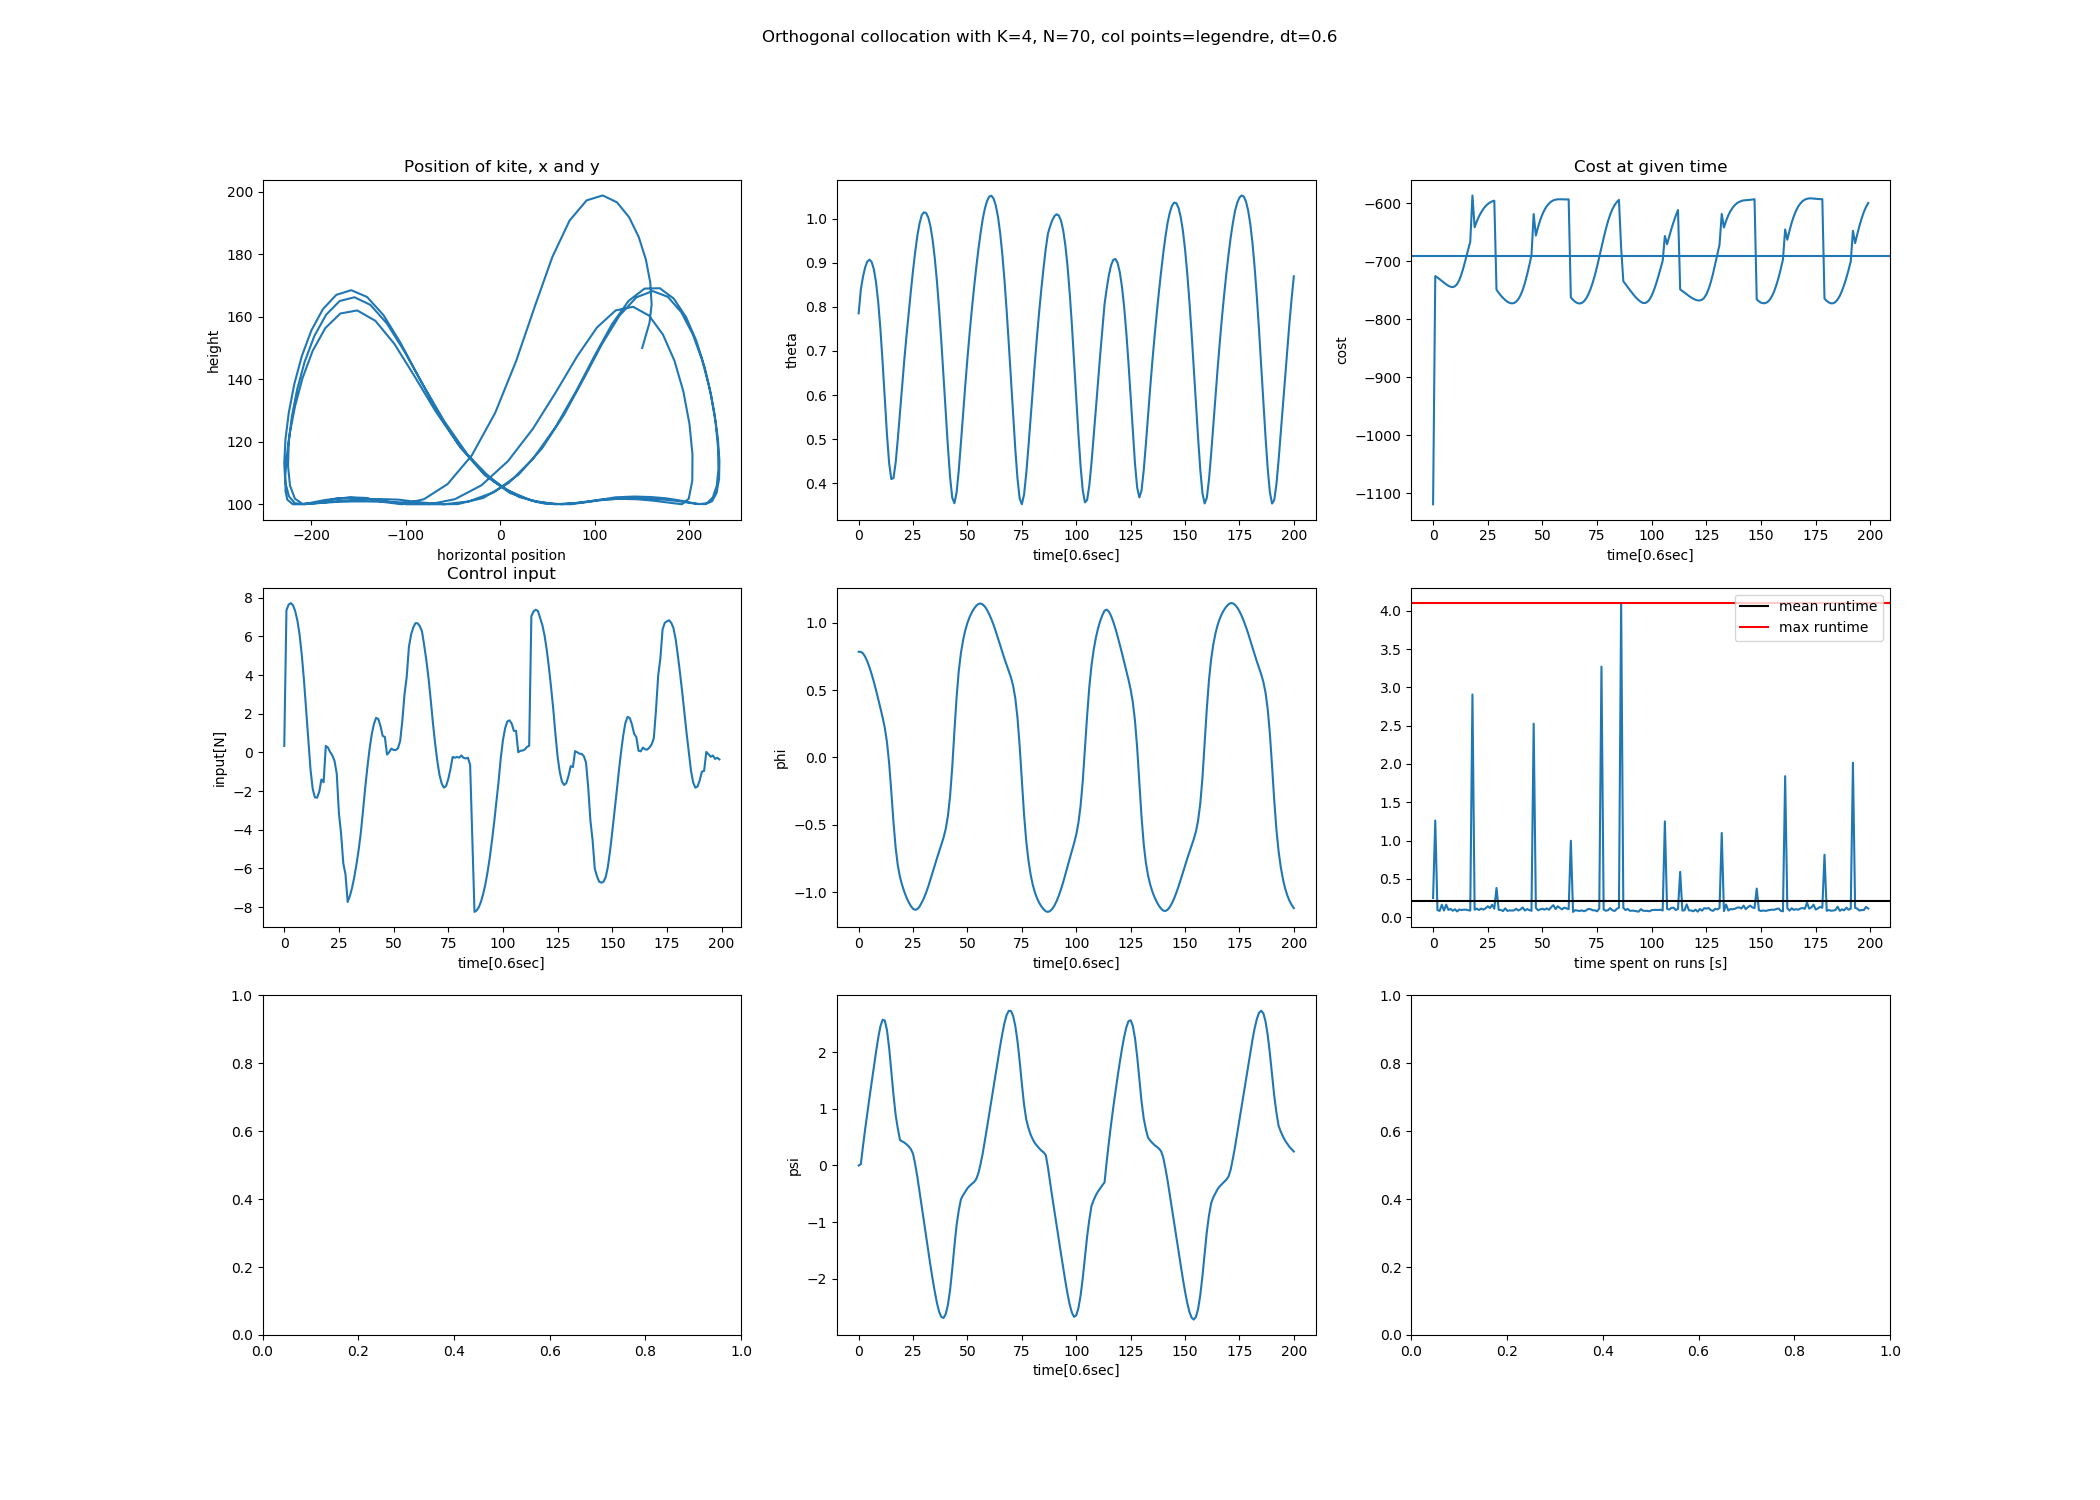 Orthogonal collocation with K=4, N=70, col points=legendre, dt=0.6
Position of kite, x and y
200
180
160
140
120
100
height
−200 −100 0 100 200
horizontal position
1.0
0.9
0.8
0.7
0.6
0.5
0.4
theta
0 25 50 75 100 125 150 175 200
time[0.6sec]
Cost at given time
−600
−700
−800
−900
−1000
−1100
cost
0 25 50 75 100 125 150 175 200
time[0.6sec]
Control input
8
6
4
2
0
−2
−4
−6
−8
input[N]
0 25 50 75 100 125 150 175 200
time[0.6sec]
1.0
0.5
0.0
−0.5
−1.0
phi
0 25 50 75 100 125 150 175 200
time[0.6sec]
mean runtime
max runtime
4.0
3.5
3.0
2.5
2.0
1.5
1.0
0.5
0.0
0 25 50 75 100 125 150 175 200
time spent on runs [s]
1.0
0.8
0.6
0.4
0.2
0.0
0.0 0.2 0.4 0.6 0.8 1.0
2
1
0
−1
−2
psi
0 25 50 75 100 125 150 175 200
time[0.6sec]
1.0
0.8
0.6
0.4
0.2
0.0
0.0 0.2 0.4 0.6 0.8 1.0